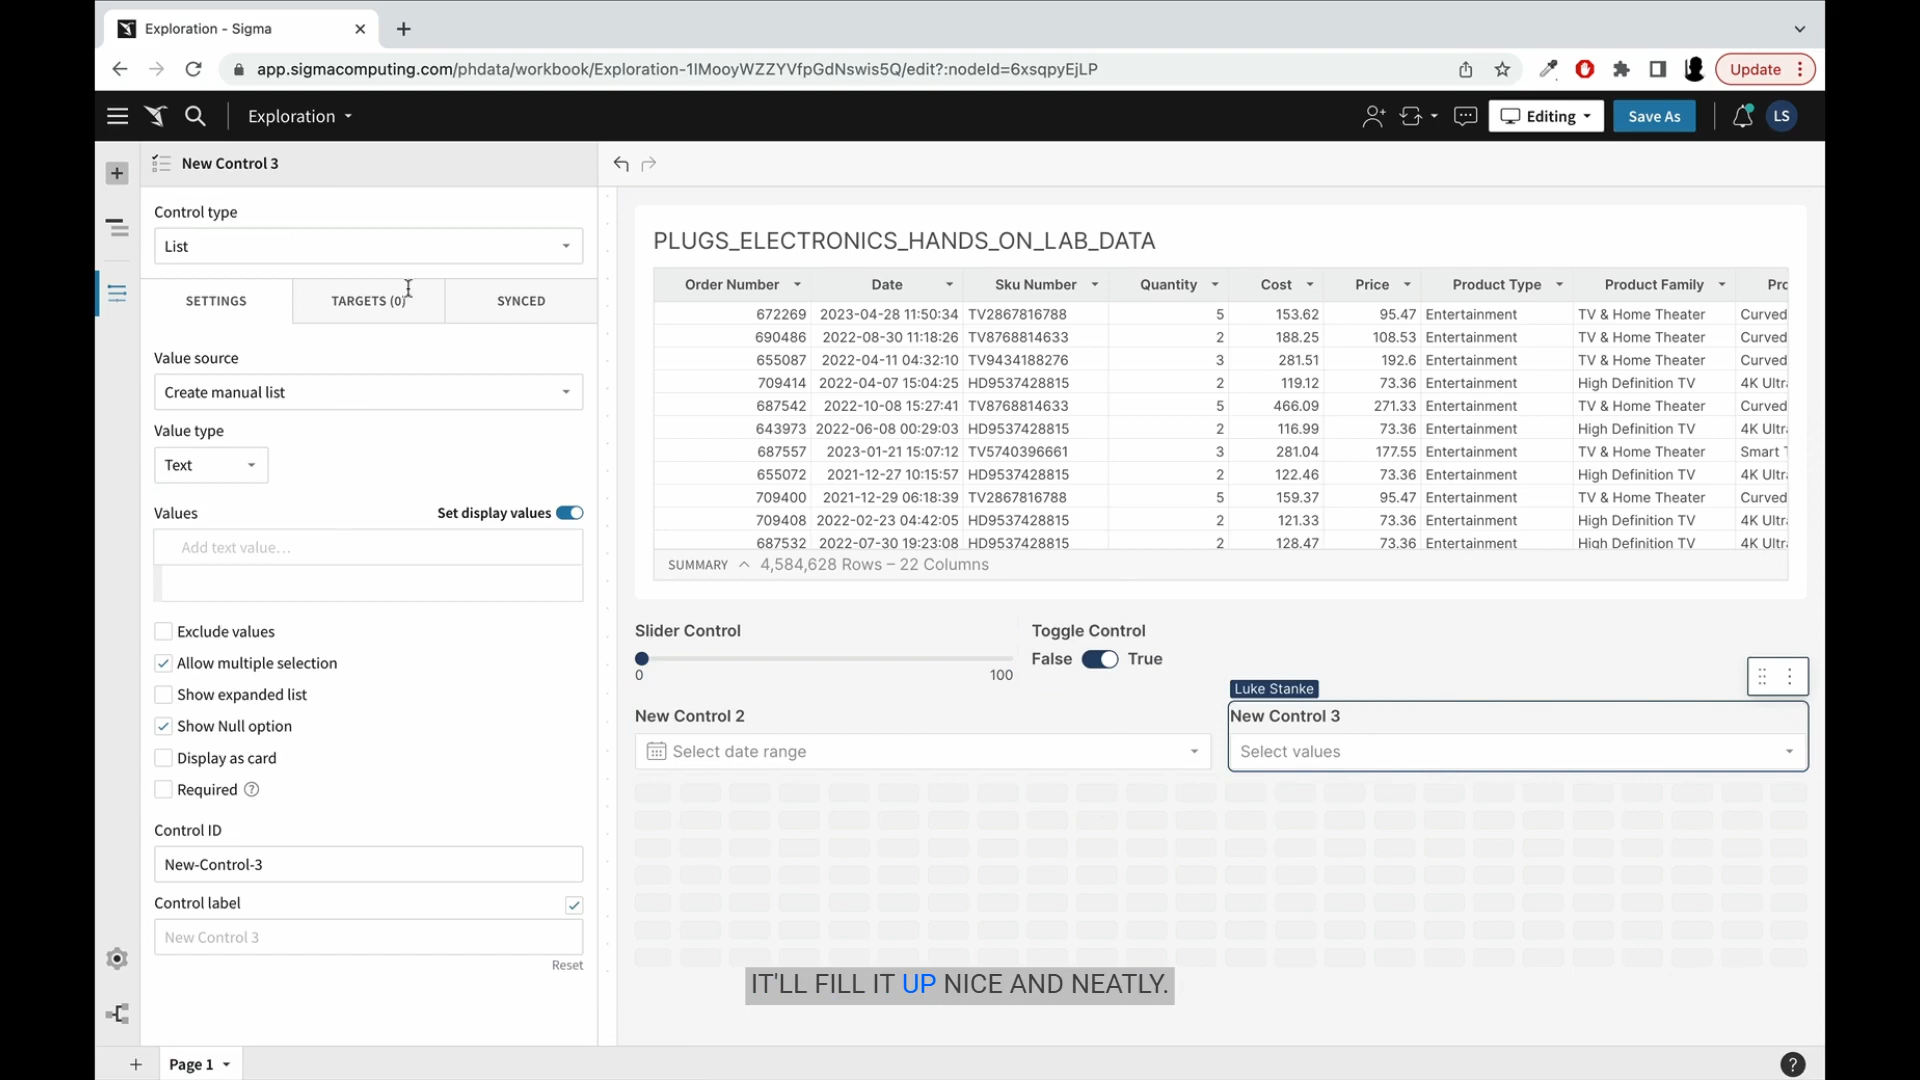 Exploration - Sigma
app.sigmacomputing.com/phdata/workbook/Exploration-1IMooyWZZYVfpGdNswis5Q/edit?:nodeId=6xsqpyEjLP
Update
Exploration
Editing
Save As
LS
New Control 3
Control type
List
SETTINGS
TARGETS (0)
SYNCED
Value source
Create manual list
Value type
Text
Values
Set display values
Add text value...
Exclude values
Allow multiple selection
Show expanded list
Show Null option
Display as card
Required
Control ID
New-Control-3
Control label
New Control 3
Reset
PLUGS_ELECTRONICS_HANDS_ON_LAB_DATA
Order Number Date Sku Number Quantity Cost Price Product Type Product Family Prc
672269 2023-04-28 11:50:34 TV2867816788 5 153.62 95.47 Entertainment TV & Home Theater Curved
690486 2022-08-30 11:18:26 TV8768814633 2 188.25 108.53 Entertainment TV & Home Theater Curved
655087 2022-04-11 04:32:10 TV9434188276 3 281.51 192.6 Entertainment TV & Home Theater Curved
709414 2022-04-07 15:04:25 HD9537428815 2 119.12 73.36 Entertainment High Definition TV 4K Ultr
687542 2022-10-08 15:27:41 TV8768814633 5 466.09 271.33 Entertainment TV & Home Theater Curved
643973 2022-06-08 00:29:03 HD9537428815 2 116.99 73.36 Entertainment High Definition TV 4K Ultr
687557 2023-01-21 15:07:12 TV5740396661 3 281.04 177.55 Entertainment TV & Home Theater Smart
655072 2021-12-27 10:15:57 HD9537428815 2 122.46 73.36 Entertainment High Definition TV 4K Ultr
709400 2021-12-29 06:18:39 TV2867816788 5 159.37 95.47 Entertainment TV & Home Theater Curved
709408 2022-02-23 04:42:05 HD9537428815 2 121.33 73.36 Entertainment High Definition TV 4K Ultr
687532 2022-07-30 19:23:08 HD9537428815 2 128.47 73.36 Entertainment High Definition TV 4K Ultr
SUMMARY 4,584,628 Rows – 22 Columns
Slider Control
0 100
Toggle Control
False True
Luke Stanke
New Control 2
Select date range
New Control 3
Select values
IT'LL FILL IT UP NICE AND NEATLY.
Page 1